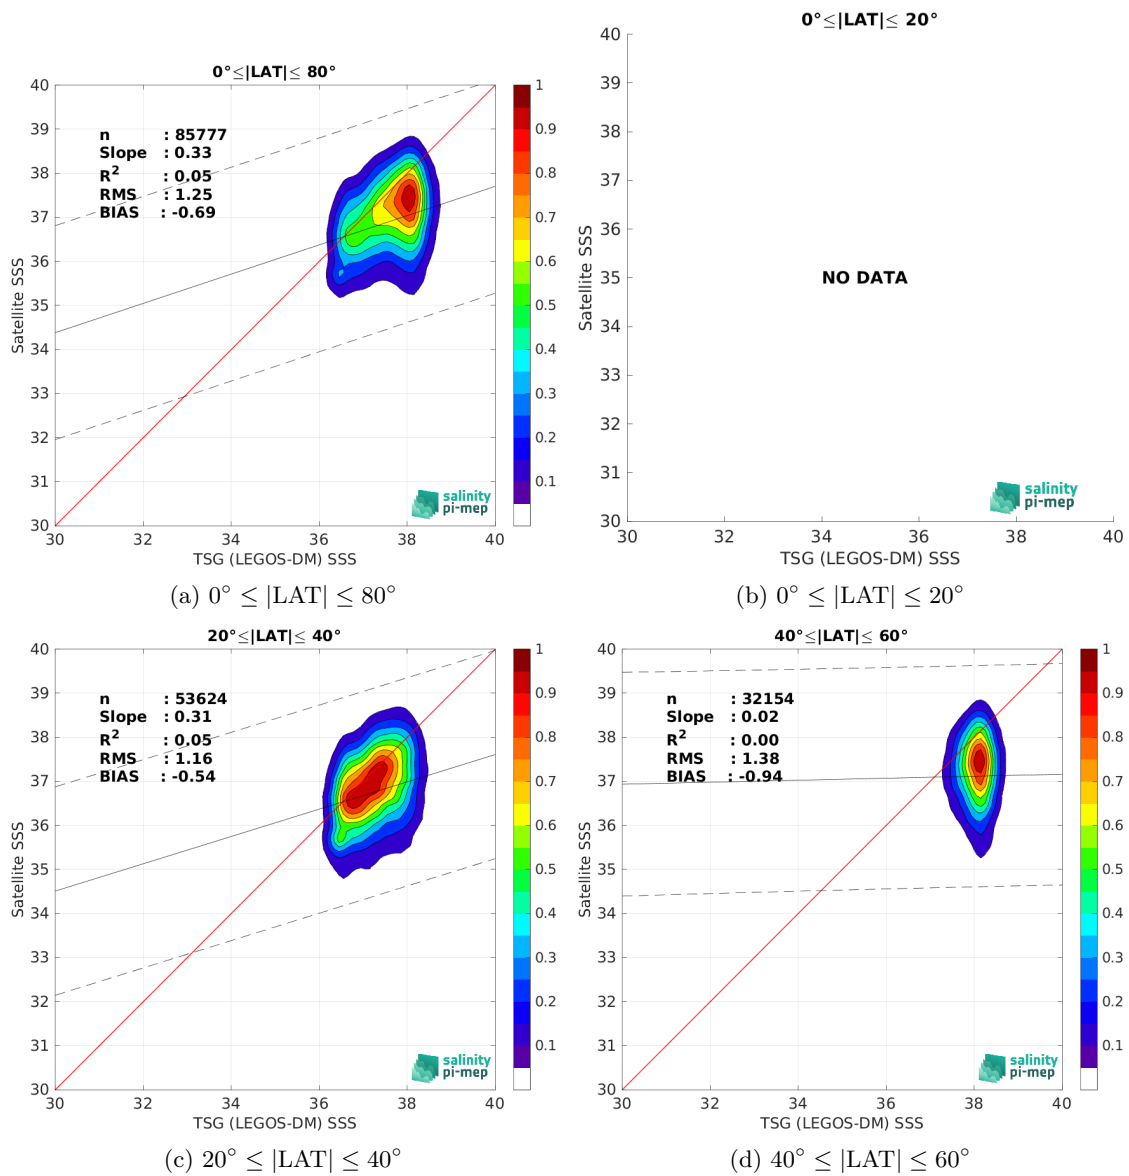 0°≤|LAT|≤ 80°
40
39
38
37
36
35
34
33
32
31
30
Satellite SSS
n : 85777
Slope : 0.33
R² : 0.05
RMS : 1.25
BIAS : -0.69
salinity
pi-mep
30 32 34 36 38 40
TSG (LEGOS-DM) SSS
1
0.9
0.8
0.7
0.6
0.5
0.4
0.3
0.2
0.1
(a) 0° ≤ |LAT| ≤ 80°
0°≤|LAT|≤ 20°
40
39
38
37
36
35
34
33
32
31
30
Satellite SSS
NO DATA
salinity
pi-mep
30 32 34 36 38 40
TSG (LEGOS-DM) SSS
(b) 0° ≤ |LAT| ≤ 20°
20°≤|LAT|≤ 40°
40
39
38
37
36
35
34
33
32
31
30
Satellite SSS
n : 53624
Slope : 0.31
R² : 0.05
RMS : 1.16
BIAS : -0.54
salinity
pi-mep
30 32 34 36 38 40
TSG (LEGOS-DM) SSS
1
0.9
0.8
0.7
0.6
0.5
0.4
0.3
0.2
0.1
(c) 20° ≤ |LAT| ≤ 40°
40°≤|LAT|≤ 60°
40
39
38
37
36
35
34
33
32
31
30
Satellite SSS
n : 32154
Slope : 0.02
R² : 0.00
RMS : 1.38
BIAS : -0.94
salinity
pi-mep
30 32 34 36 38 40
TSG (LEGOS-DM) SSS
1
0.9
0.8
0.7
0.6
0.5
0.4
0.3
0.2
0.1
(d) 40° ≤ |LAT| ≤ 60°